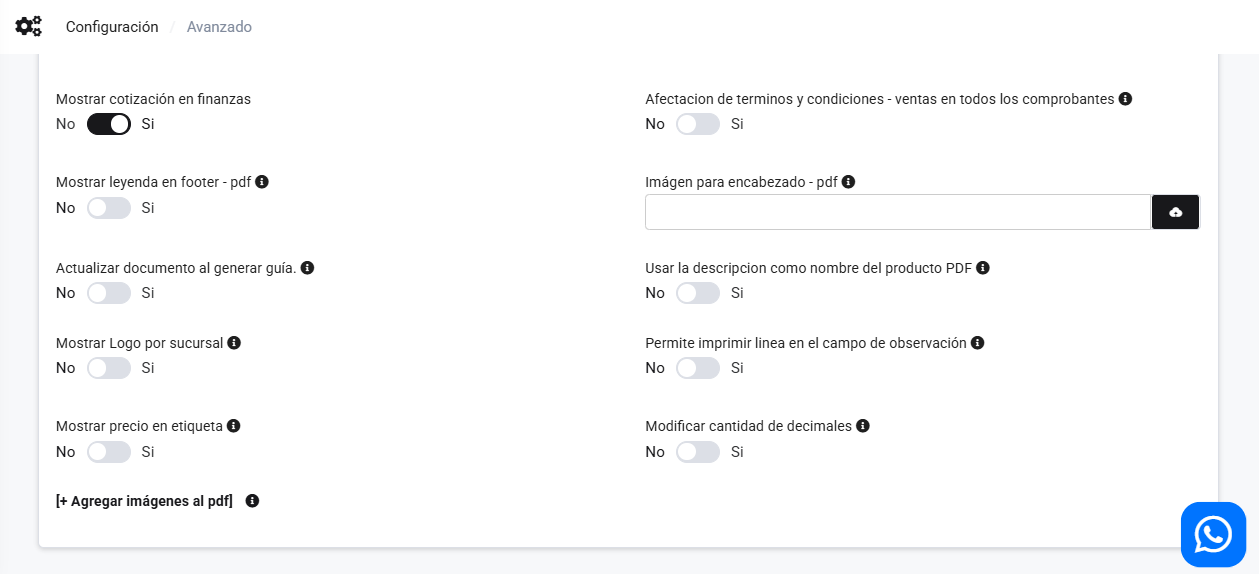 Configuración / Avanzado
Mostrar cotización en finanzas
No Si
Afectacion de terminos y condiciones - ventas en todos los comprobantes
No Si
Mostrar leyenda en footer - pdf
No Si
Imágen para encabezado - pdf
Actualizar documento al generar guía.
No Si
Usar la descripcion como nombre del producto PDF
No Si
Mostrar Logo por sucursal
No Si
Permite imprimir linea en el campo de observación
No Si
Mostrar precio en etiqueta
No Si
Modificar cantidad de decimales
No Si
[+ Agregar imágenes al pdf]